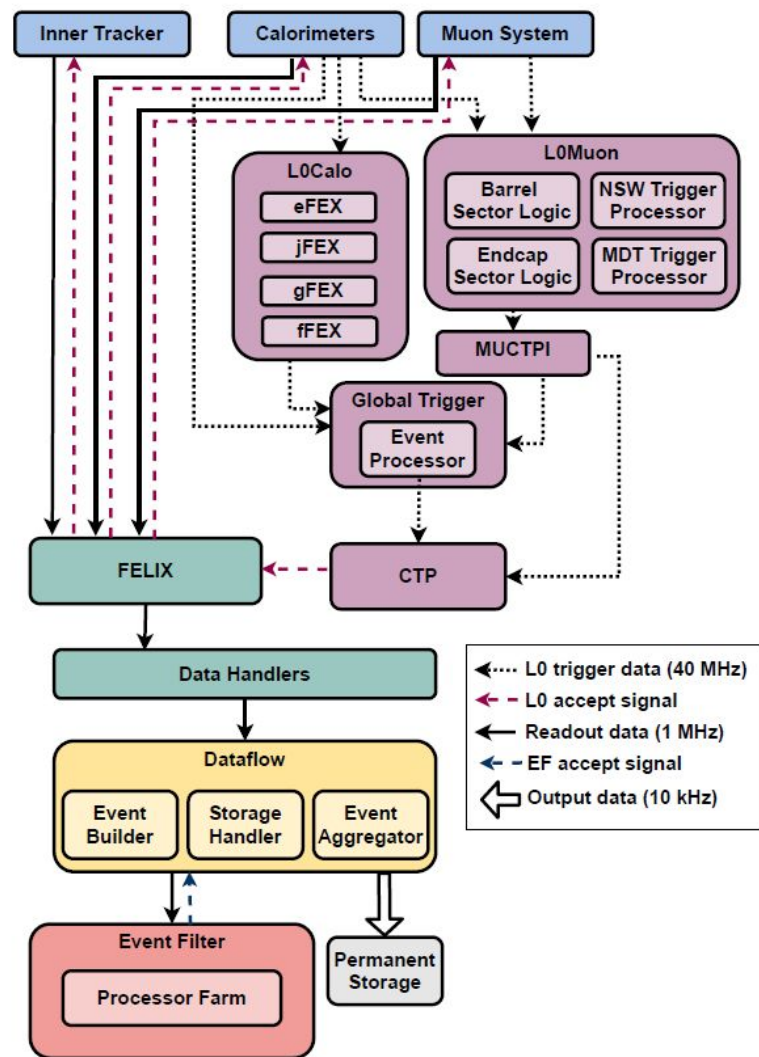 Inner Tracker
Calorimeters
Muon System
L0Calo
eFEX
jFEX
gFEX
fFEX
L0Muon
Barrel
Sector Logic
NSW Trigger
Processor
Endcap
Sector Logic
MDT Trigger
Processor
MUCTPI
Global Trigger
Event
Processor
FELIX
CTP
Data Handlers
Dataflow
Event
Builder
Storage
Handler
Event
Aggregator
Event Filter
Processor Farm
Permanent
Storage
L0 trigger data (40 MHz)
L0 accept signal
Readout data (1 MHz)
EF accept signal
Output data (10 kHz)